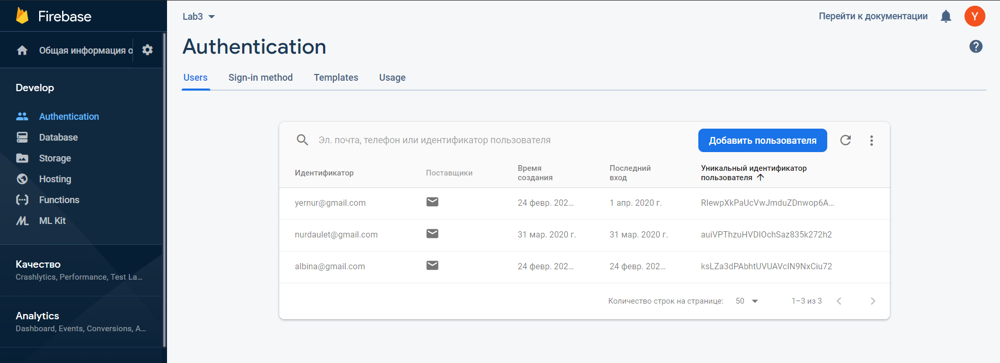 Firebase
Общая информация о
Develop
Authentication
Database
Storage
Hosting
Functions
ML Kit
Качество
Crashlytics, Performance, Test La...
Analytics
Dashboard, Events, Conversions, A...
Lab3
Перейти к документации
Y
Authentication
?
Users Sign-in method Templates Usage
Эл. почта, телефон или идентификатор пользователя
Добавить пользователя
Идентификатор Поставщики Время создания Последний вход Уникальный идентификатор пользователя ↑
yernur@gmail.com 24 февр. 202... 1 апр. 2020 г. RlewpXkPaUcVwJmduZDnwop6A...
nurdaulet@gmail.com 31 мар. 2020 г. 31 мар. 2020 г. auiVPThzuHVDIOchSaz835k272h2
albina@gmail.com 24 февр. 202... 24 февр. 202... ksLZa3dPAbhtUVUAVcIN9NxCiu72
Количество строк на странице: 50 1–3 из 3